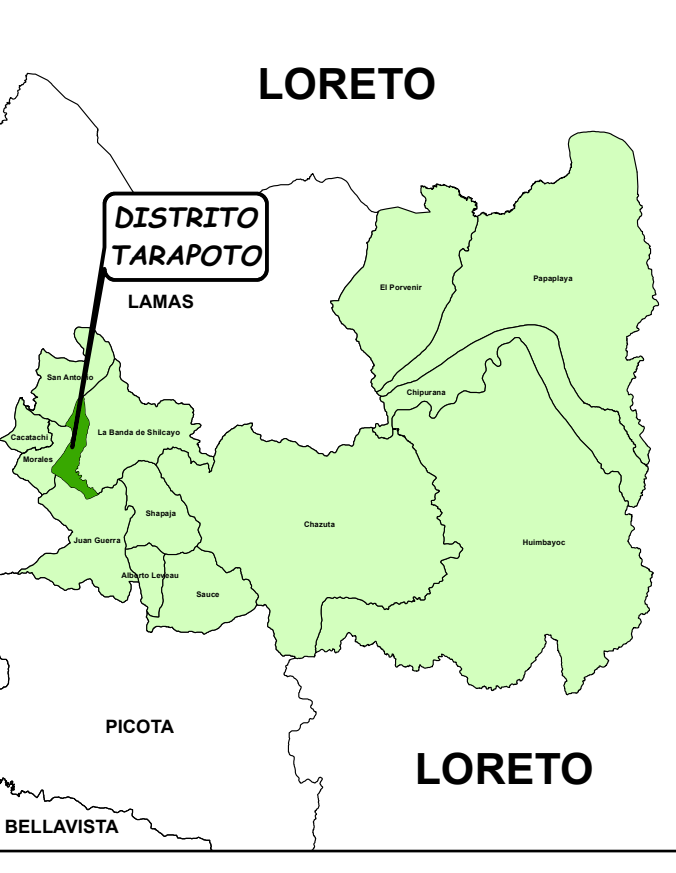 LORETO
DISTRITO
TARAPOTO
LAMAS
Papaplaya
El Porvenir
San Antonio
Chipurana
La Banda de Shilcayo
Cacatachi
Morales
Shapaja
Chazuta
Juan Guerra
Huimbayoc
Alberto Leveau
Sauce
PICOTA
LORETO
BELLAVISTA